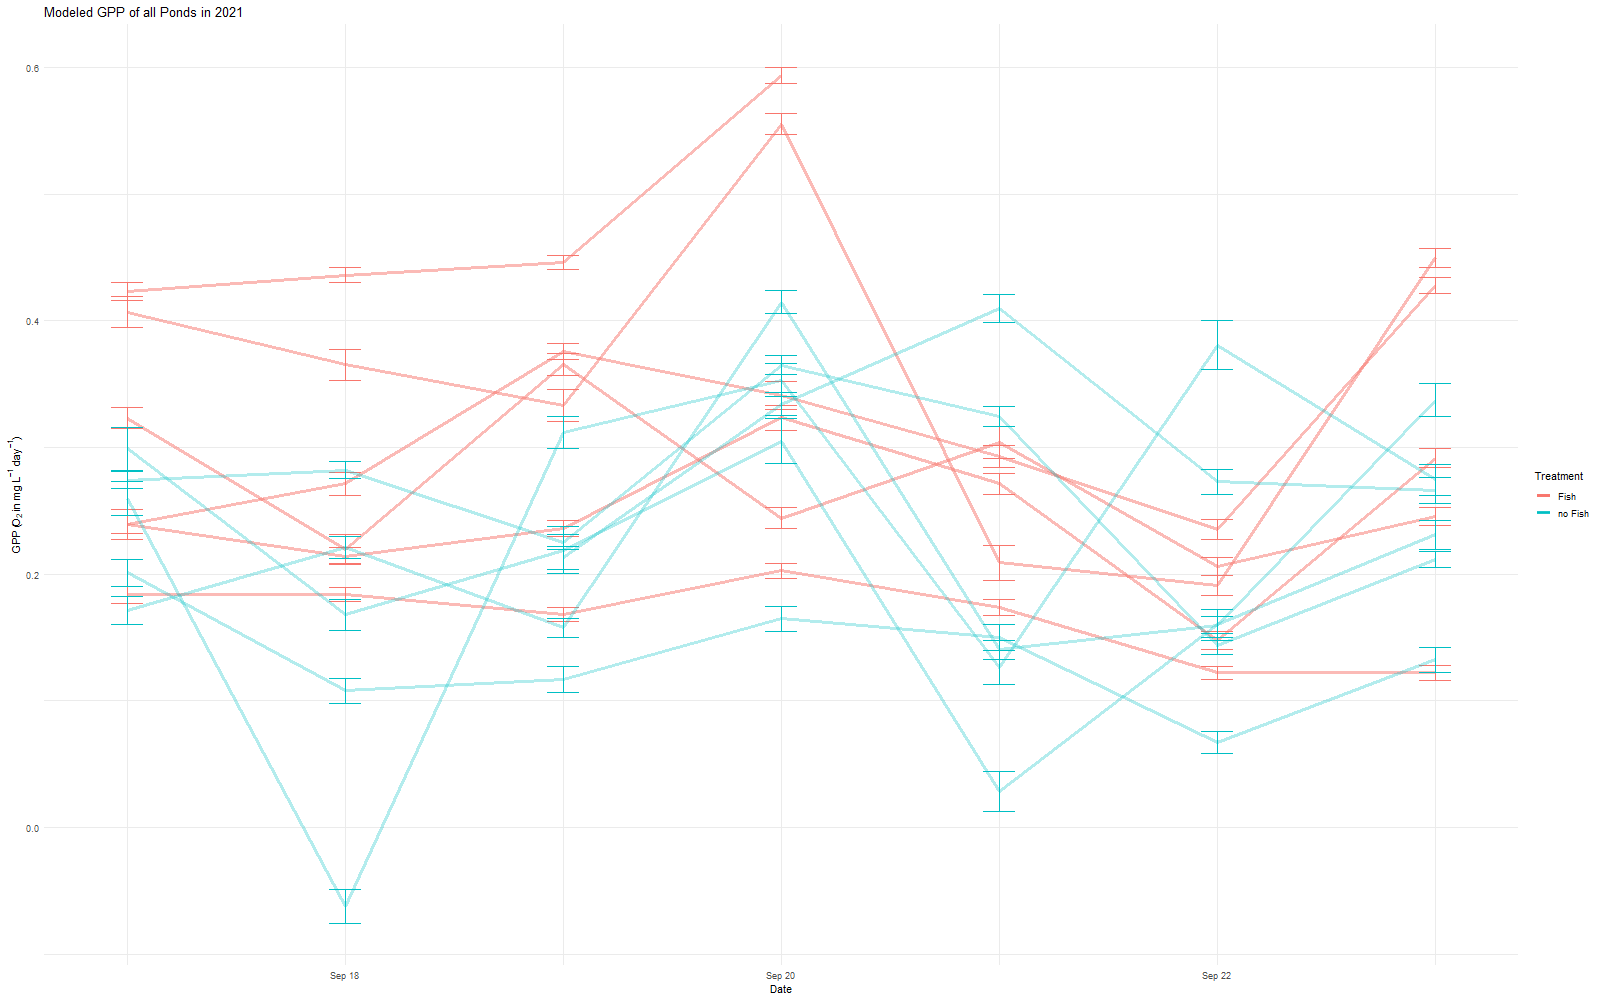 Modeled GPP of all Ponds in 2021
0.6
0.4
0.2
0.0
GPP (O₂ in mg L⁻¹ day⁻¹)
Sep 18
Sep 20
Sep 22
Date
Treatment
Fish
no Fish